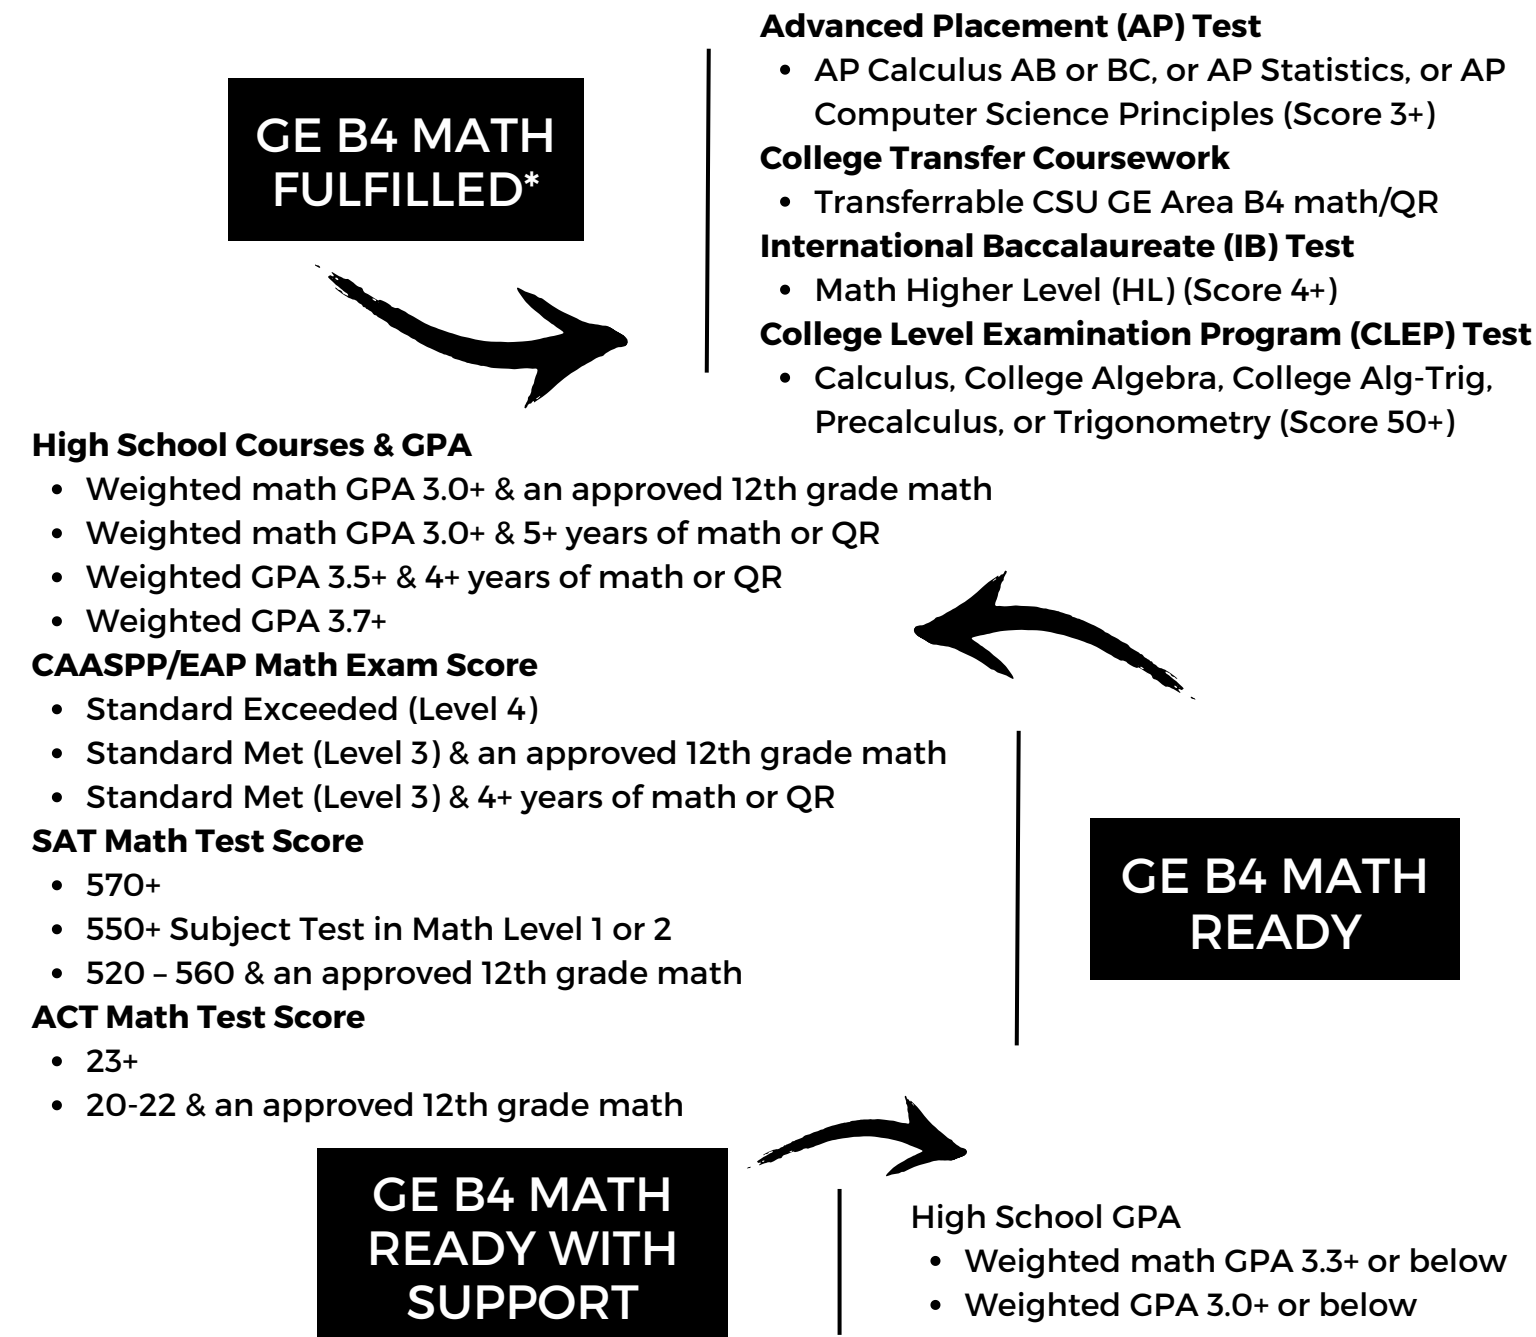 GE B4 MATH
FULFILLED*
Advanced Placement (AP) Test
• AP Calculus AB or BC, or AP Statistics, or AP
Computer Science Principles (Score 3+)
College Transfer Coursework
• Transferrable CSU GE Area B4 math/QR
International Baccalaureate (IB) Test
• Math Higher Level (HL) (Score 4+)
College Level Examination Program (CLEP) Test
• Calculus, College Algebra, College Alg-Trig,
Precalculus, or Trigonometry (Score 50+)
High School Courses & GPA
• Weighted math GPA 3.0+ & an approved 12th grade math
• Weighted math GPA 3.0+ & 5+ years of math or QR
• Weighted GPA 3.5+ & 4+ years of math or QR
• Weighted GPA 3.7+
CAASPP/EAP Math Exam Score
• Standard Exceeded (Level 4)
• Standard Met (Level 3) & an approved 12th grade math
• Standard Met (Level 3) & 4+ years of math or QR
SAT Math Test Score
• 570+
• 550+ Subject Test in Math Level 1 or 2
• 520 – 560 & an approved 12th grade math
ACT Math Test Score
• 23+
• 20-22 & an approved 12th grade math
GE B4 MATH
READY
GE B4 MATH
READY WITH
SUPPORT
High School GPA
• Weighted math GPA 3.3+ or below
• Weighted GPA 3.0+ or below